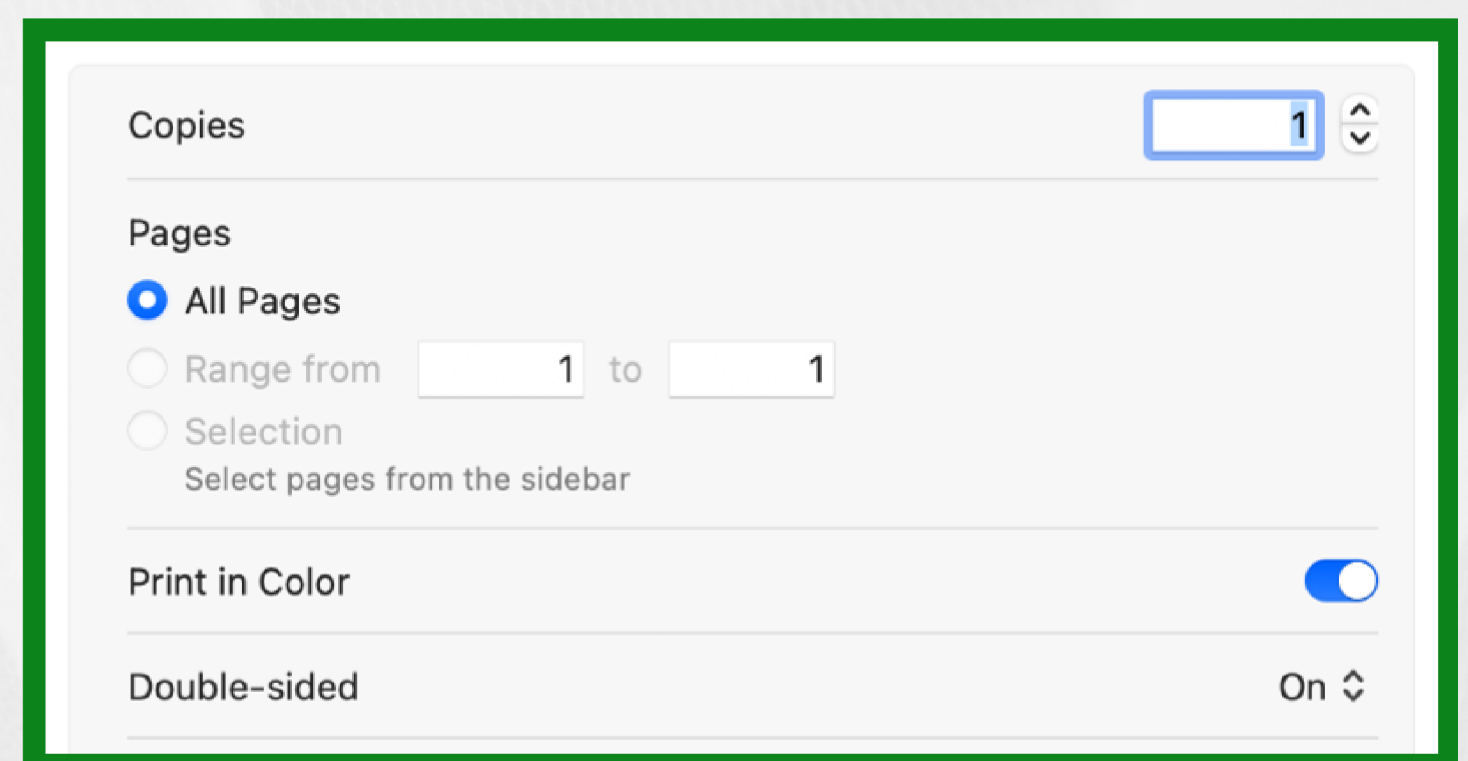 Copies 1
Pages
All Pages
Range from 1 to 1
Selection
Select pages from the sidebar
Print in Color
Double-sided On